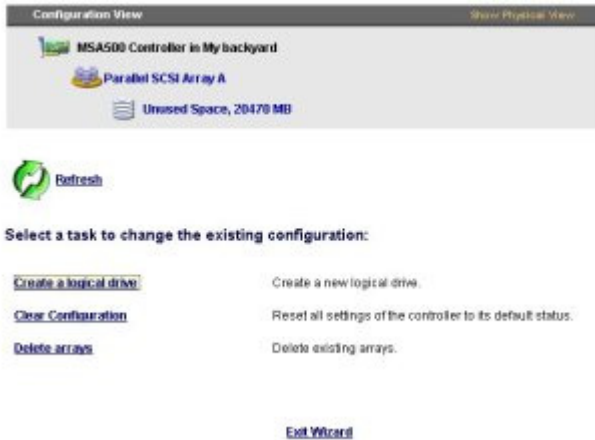 Configuration View Show Physical View
MSA500 Controller in My backyard
Parallel SCSI Array A
Unused Space, 20470 MB
Refresh
Select a task to change the existing configuration:
Create a logical drive Create a new logical drive.
Clear Configuration Reset all settings of the controller to its default status.
Delete arrays Delete existing arrays.
Exit Wizard